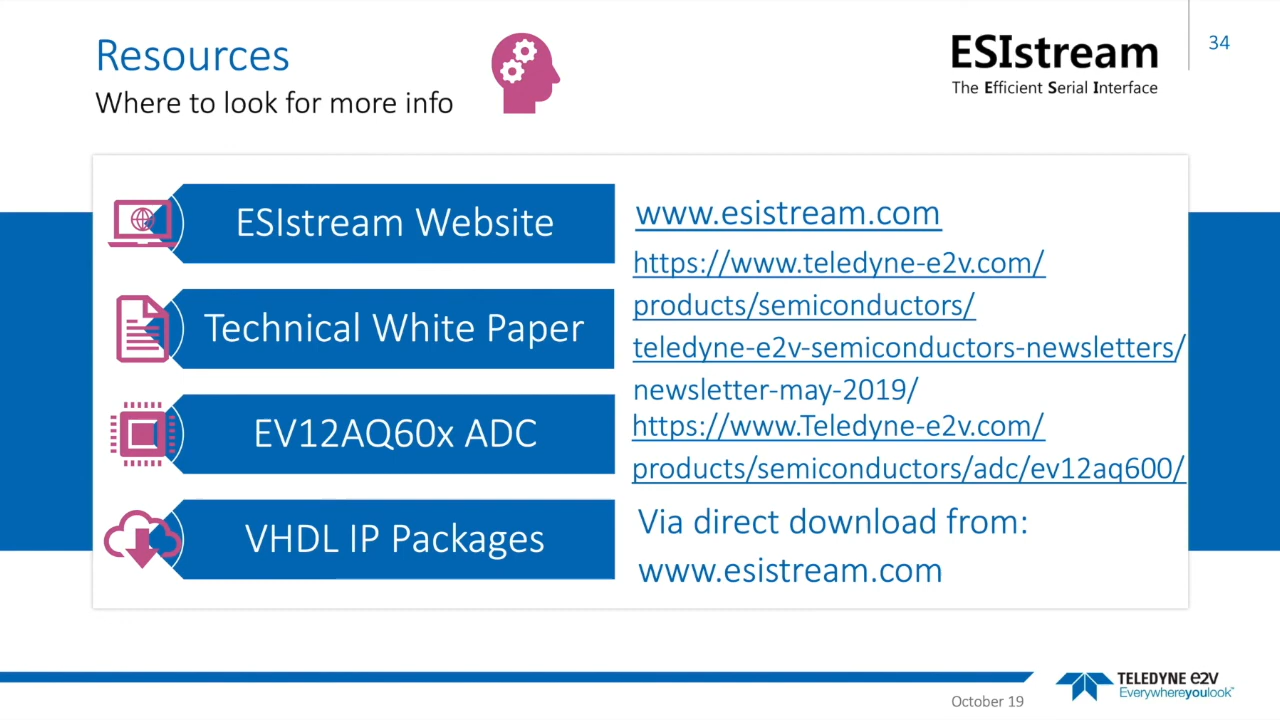 Resources
Where to look for more info
ESIstream
The Efficient Serial Interface
34
ESIstream Website
www.esistream.com
Technical White Paper
https://www.teledyne-e2v.com/
products/semiconductors/
teledyne-e2v-semiconductors-newsletters/
newsletter-may-2019/
EV12AQ60x ADC
https://www.Teledyne-e2v.com/
products/semiconductors/adc/ev12aq600/
VHDL IP Packages
Via direct download from:
www.esistream.com
October 19
TELEDYNE e2v
Everywhereyoulook™